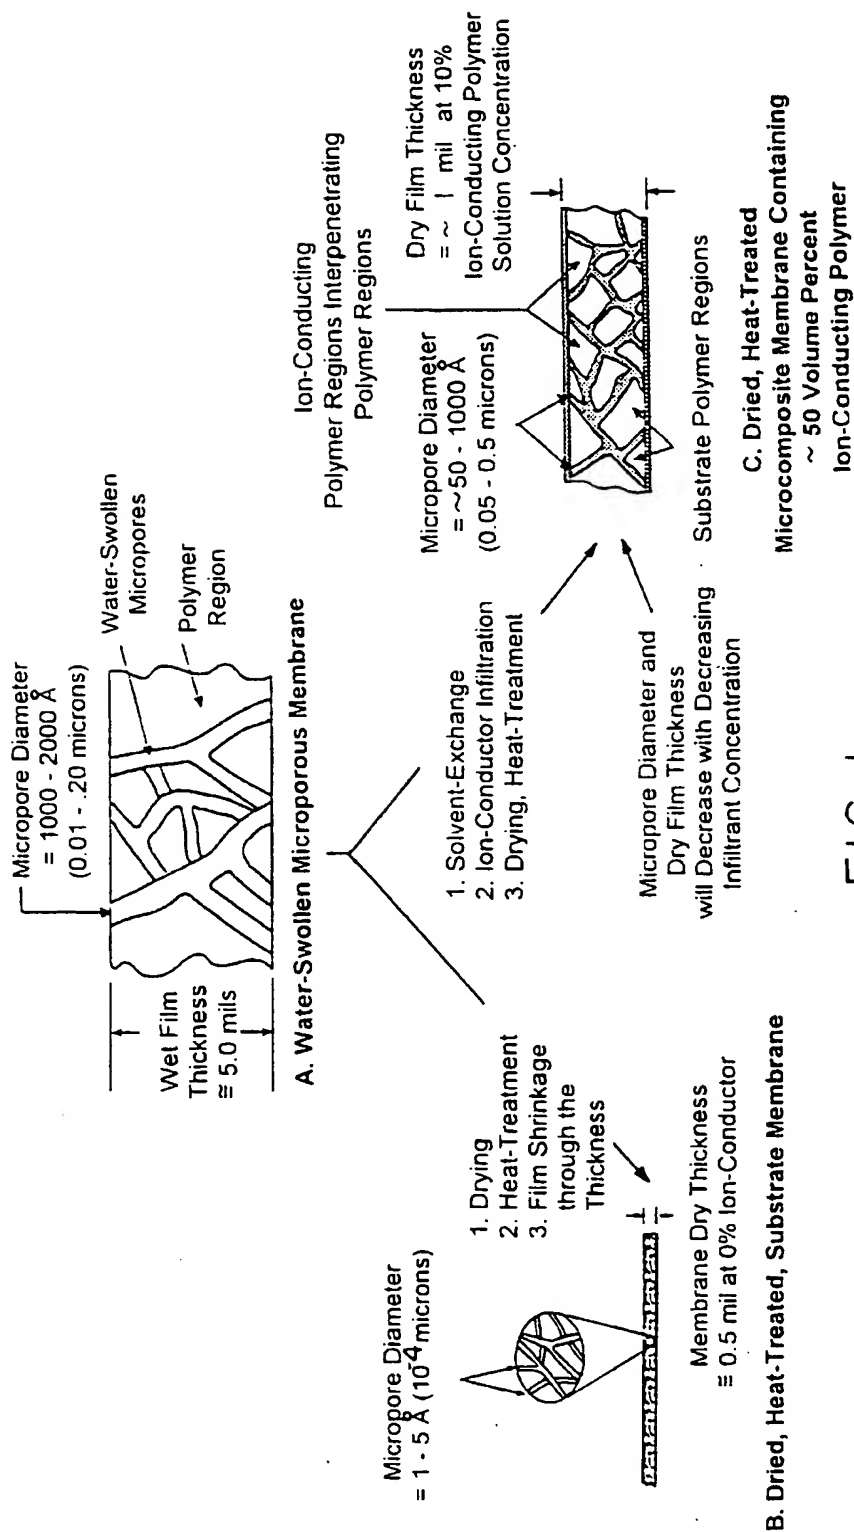 Micropore Diameter
= 1000 - 2000 Å
(0.01 - .20 microns)
Water-Swollen
Micropores
Polymer
Region
Wet Film
Thickness
≅ 5.0 mils
A. Water-Swollen Microporous Membrane
Micropore Diameter
= 1 - 5 Å (10-4 microns)
1. Drying
2. Heat-Treatment
3. Film Shrinkage
through the
Thickness
Membrane Dry Thickness
≅ 0.5 mil at 0% Ion-Conductor
B. Dried, Heat-Treated, Substrate Membrane
1. Solvent-Exchange
2. Ion-Conductor Infiltration
3. Drying, Heat-Treatment
Micropore Diameter and
Dry Film Thickness
will Decrease with Decreasing
Infiltrant Concentration
Ion-Conducting
Polymer Regions Interpenetrating
Polymer Regions
Micropore Diameter
= ~50 - 1000 Å
(0.05 - 0.5 microns)
Dry Film Thickness
= ~ 1 mil at 10%
Ion-Conducting Polymer
Solution Concentration
Substrate Polymer Regions
C. Dried, Heat-Treated
Microcomposite Membrane Containing
~ 50 Volume Percent
Ion-Conducting Polymer